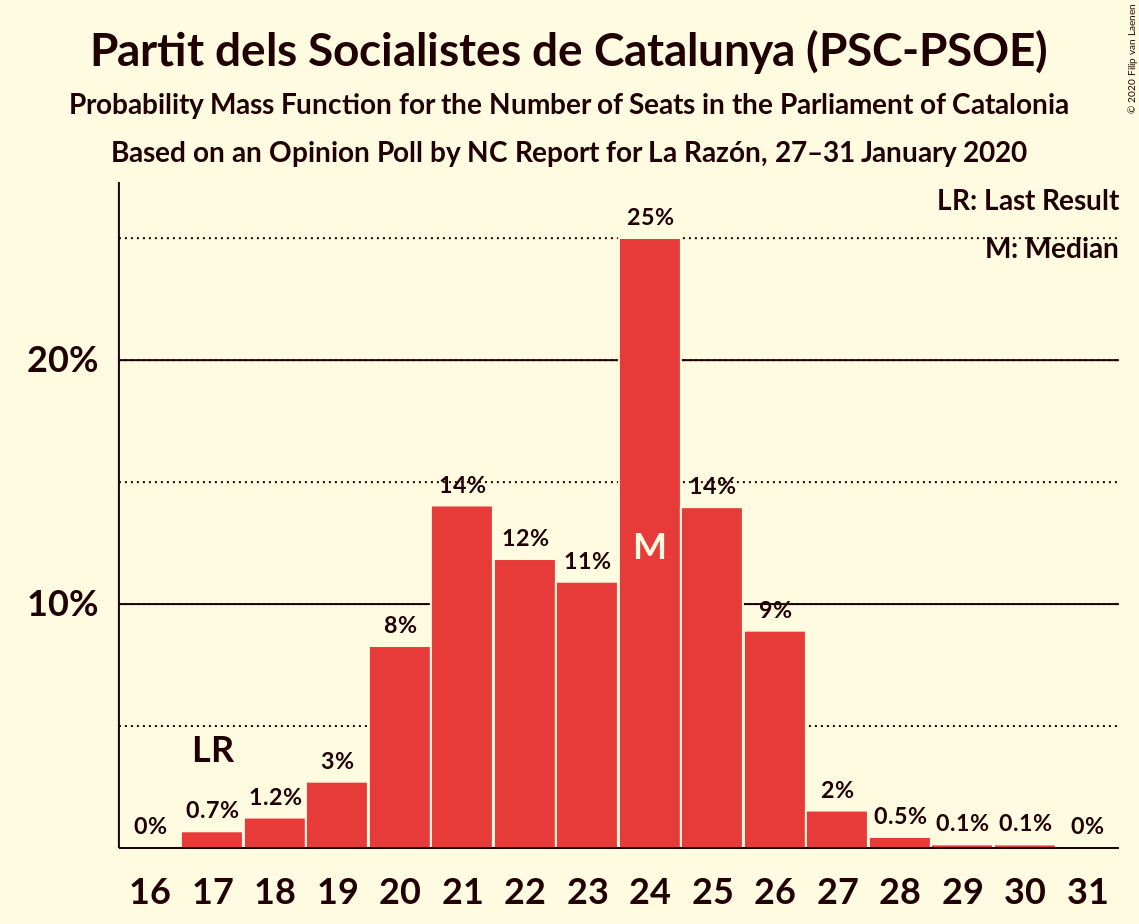 Partit dels Socialistes de Catalunya (PSC-PSOE)
Probability Mass Function for the Number of Seats in the Parliament of Catalonia
Based on an Opinion Poll by NC Report for La Razón, 27–31 January 2020
© 2020 Filip van Laenen
LR: Last Result
M: Median
20%
10%
0%
0.7%
1.2%
3%
8%
14%
12%
11%
25%
14%
9%
2%
0.5%
0.1%
0.1%
0%
LR
M
16 17 18 19 20 21 22 23 24 25 26 27 28 29 30 31